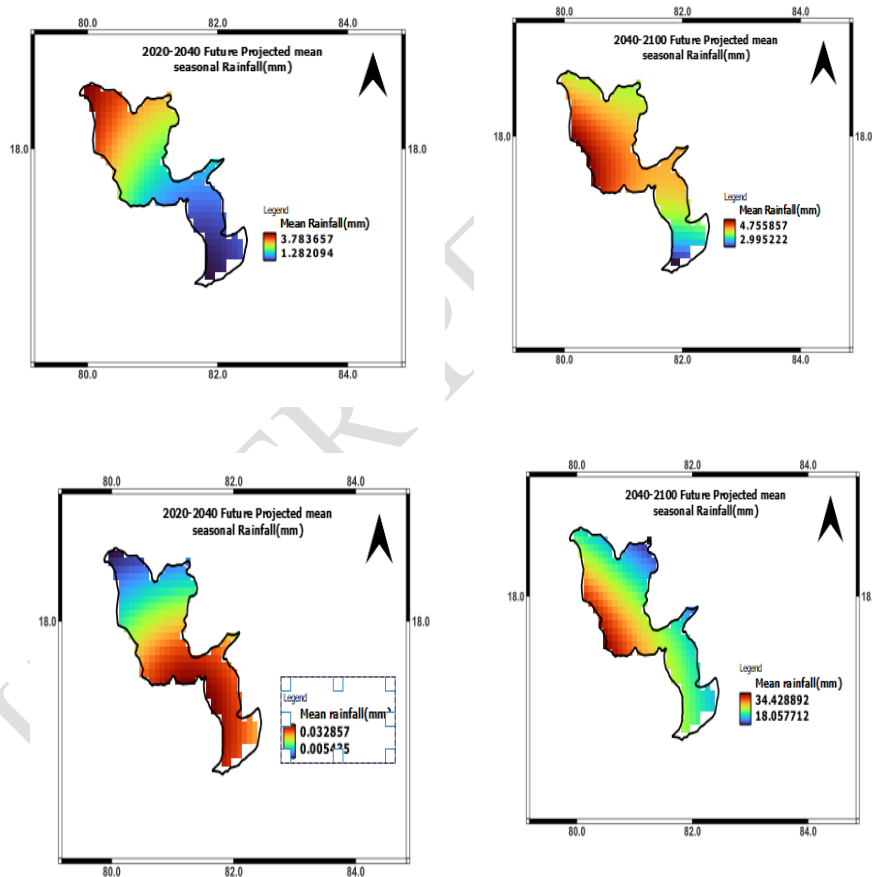 80.0 82.0 84.0
2020-2040 Future Projected mean
seasonal Rainfall(mm)
18.0 18.0
Legend
Mean Rainfall(mm)
3.783657
1.282094
80.0 82.0 84.0
80.0 82.0 84.0
2040-2100 Future Projected mean
seasonal Rainfall(mm)
18.0 18.0
Legend
Mean Rainfall(mm)
4.755857
2.995222
80.0 82.0 84.0
80.0 82.0
2020-2040 Future Projected mean
seasonal Rainfall(mm)
18.0
Legend
Mean rainfall(mm)
0.032857
80.0 82.0 84.0
80.0 82.0 84.0
2040-2100 Future Projected mean
seasonal Rainfall(mm)
18.0 18.
Legend
Mean rainfall(mm)
34.428892
18.057712
80.0 82.0 84.0